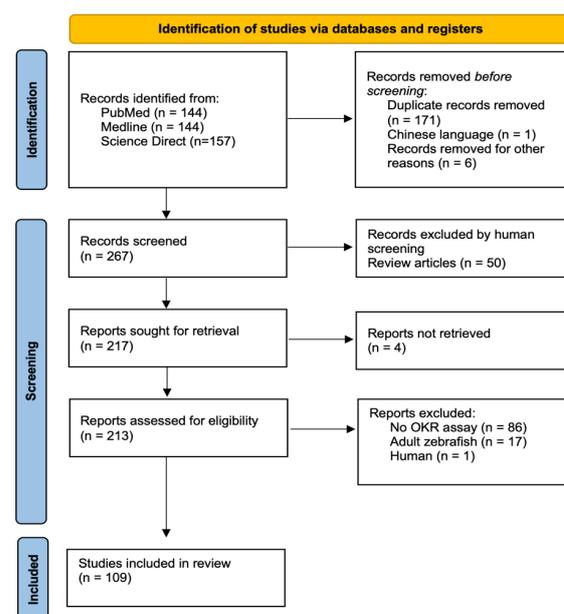 Identification of studies via databases and registers
Identification
Records identified from:
PubMed (n = 144)
Medline (n = 144)
Science Direct (n=157)
Records removed before
screening:
Duplicate records removed
(n = 171)
Chinese language (n = 1)
Records removed for other
reasons (n = 6)
Screening
Records screened
(n = 267)
Records excluded by human
screening
Review articles (n = 50)
Reports sought for retrieval
(n = 217)
Reports not retrieved
(n = 4)
Reports assessed for eligibility
(n = 213)
Reports excluded:
No OKR assay (n = 86)
Adult zebrafish (n = 17)
Human (n = 1)
Included
Studies included in review
(n = 109)